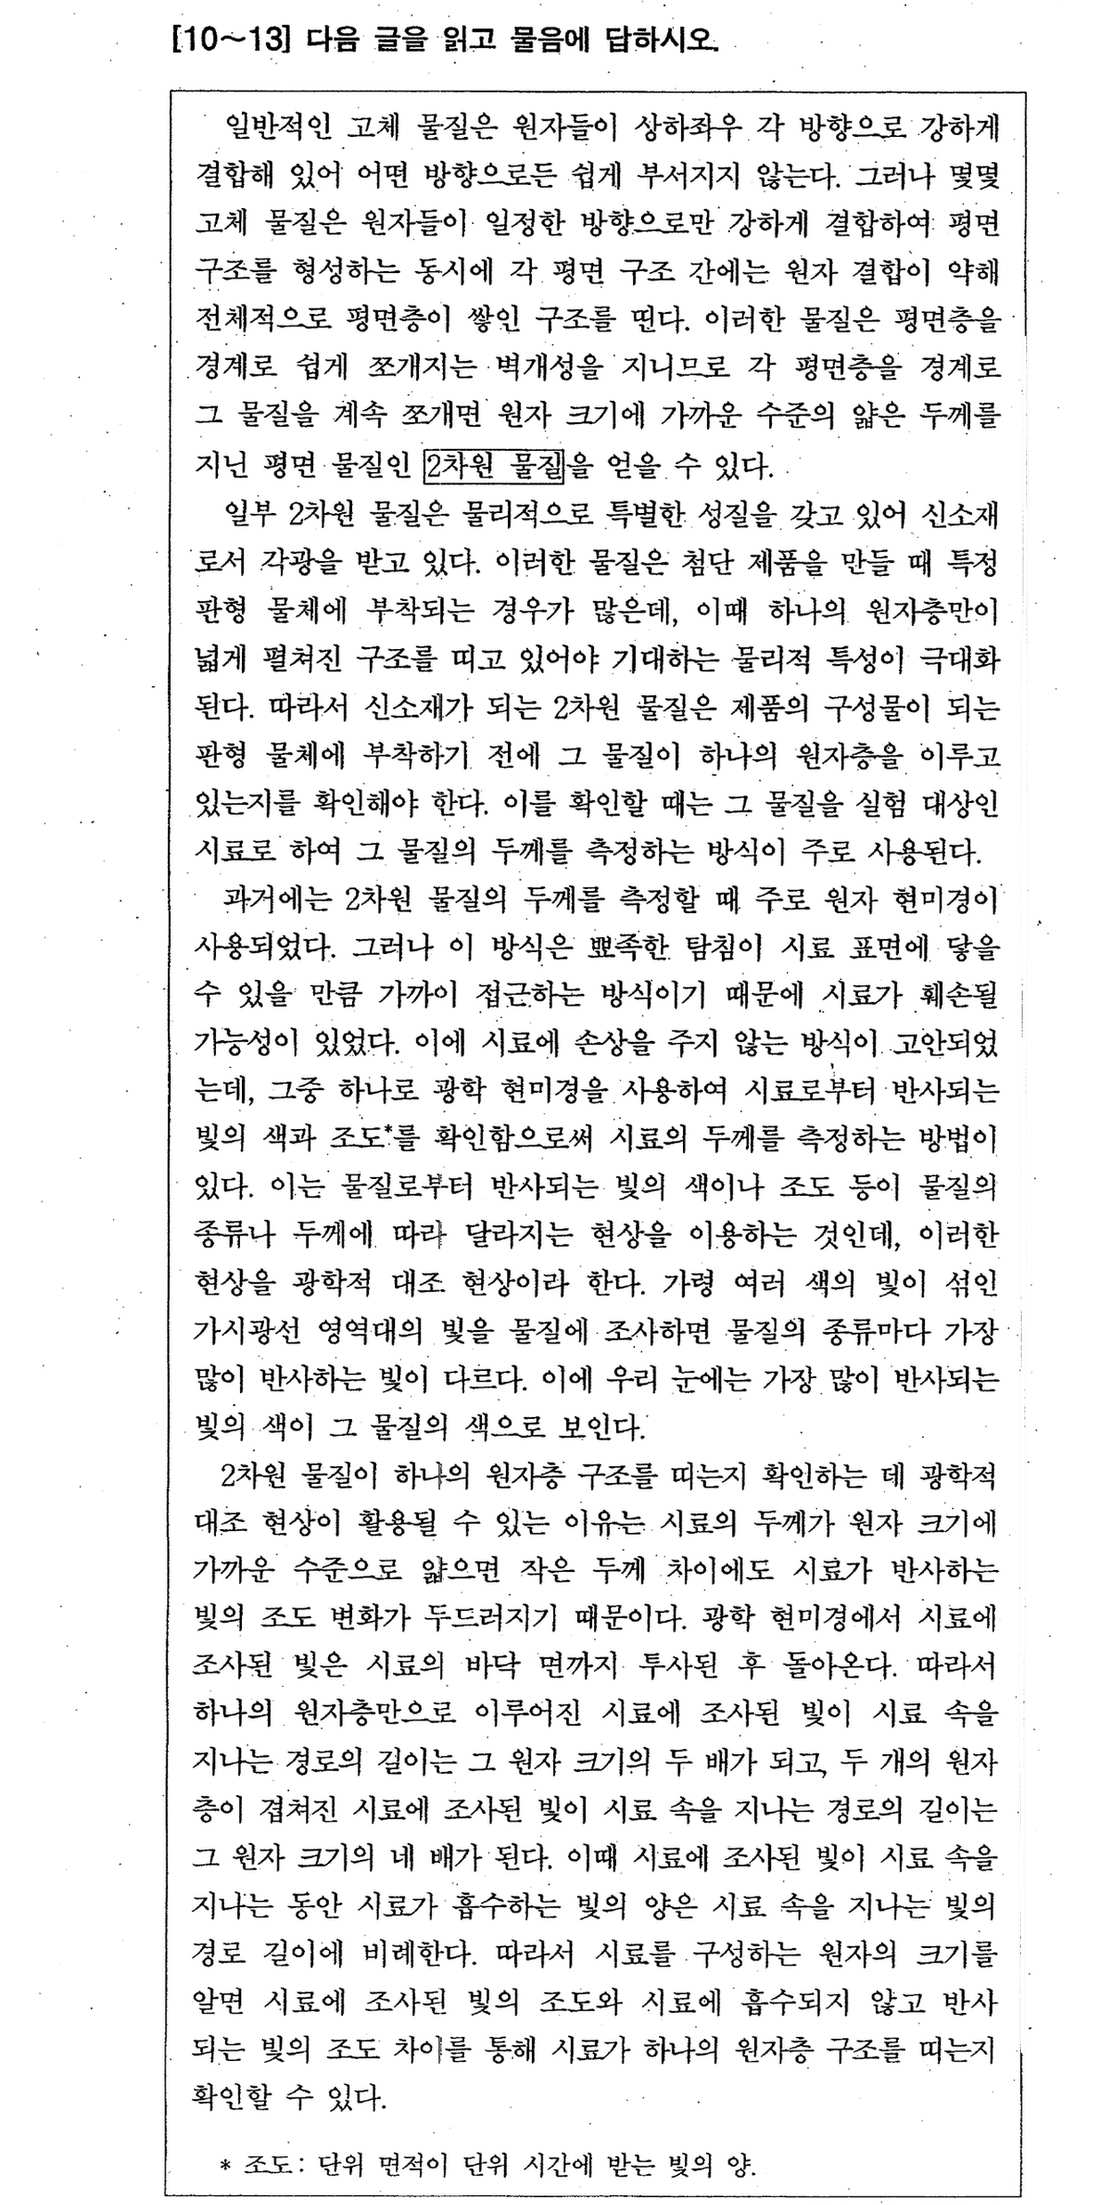 [10~13] 다음 글을 읽고 물음에 답하시오.
일반적인 고체 물질은 원자들이 상하좌우 각 방향으로 강하게
결합해 있어 어떤 방향으로든 쉽게 부서지지 않는다. 그러나 몇몇
고체 물질은 원자들이 일정한 방향으로만 강하게 결합하여 평면
구조를 형성하는 동시에 각 평면 구조 간에는 원자 결합이 약해
전체적으로 평면층이 쌓인 구조를 띤다. 이러한 물질은 평면층을
경계로 쉽게 쪼개지는 벽개성을 지니므로 각 평면층을 경계로
그 물질을 계속 쪼개면 원자 크기에 가까운 수준의 얇은 두께를
지닌 평면 물질인 2차원 물질을 얻을 수 있다.
일부 2차원 물질은 물리적으로 특별한 성질을 갖고 있어 신소재
로서 각광을 받고 있다. 이러한 물질은 첨단 제품을 만들 때 특정
판형 물체에 부착되는 경우가 많은데, 이때 하나의 원자층만이
넓게 펼쳐진 구조를 띠고 있어야 기대하는 물리적 특성이 극대화
된다. 따라서 신소재가 되는 2차원 물질은 제품의 구성물이 되는
판형 물체에 부착하기 전에 그 물질이 하나의 원자층을 이루고
있는지를 확인해야 한다. 이를 확인할 때는 그 물질을 실험 대상인
시료로 하여 그 물질의 두께를 측정하는 방식이 주로 사용된다.
과거에는 2차원 물질의 두께를 측정할 때 주로 원자 현미경이
사용되었다. 그러나 이 방식은 뾰족한 탐침이 시료 표면에 닿을
수 있을 만큼 가까이 접근하는 방식이기 때문에 시료가 훼손될
가능성이 있었다. 이에 시료에 손상을 주지 않는 방식이 고안되었
는데, 그중 하나로 광학 현미경을 사용하여 시료로부터 반사되는
빛의 색과 조도*를 확인함으로써 시료의 두께를 측정하는 방법이
있다. 이는 물질로부터 반사되는 빛의 색이나 조도 등이 물질의
종류나 두께에 따라 달라지는 현상을 이용하는 것인데, 이러한
현상을 광학적 대조 현상이라 한다. 가령 여러 색의 빛이 섞인
가시광선 영역대의 빛을 물질에 조사하면 물질의 종류마다 가장
많이 반사하는 빛이 다르다. 이에 우리 눈에는 가장 많이 반사되는
빛의 색이 그 물질의 색으로 보인다.
2차원 물질이 하나의 원자층 구조를 띠는지 확인하는 데 광학적
대조 현상이 활용될 수 있는 이유는 시료의 두께가 원자 크기에
가까운 수준으로 얇으면 작은 두께 차이에도 시료가 반사하는
빛의 조도 변화가 두드러지기 때문이다. 광학 현미경에서 시료에
조사된 빛은 시료의 바닥 면까지 투사된 후 돌아온다. 따라서
하나의 원자층만으로 이루어진 시료에 조사된 빛이 시료 속을
지나는 경로의 길이는 그 원자 크기의 두 배가 되고, 두 개의 원자
층이 겹쳐진 시료에 조사된 빛이 시료 속을 지나는 경로의 길이는
그 원자 크기의 네 배가 된다. 이때 시료에 조사된 빛이 시료 속을
지나는 동안 시료가 흡수하는 빛의 양은 시료 속을 지나는 빛의
경로 길이에 비례한다. 따라서 시료를 구성하는 원자의 크기를
알면 시료에 조사된 빛의 조도와 시료에 흡수되지 않고 반사
되는 빛의 조도 차이를 통해 시료가 하나의 원자층 구조를 띠는지
확인할 수 있다.
* 조도: 단위 면적이 단위 시간에 받는 빛의 양.